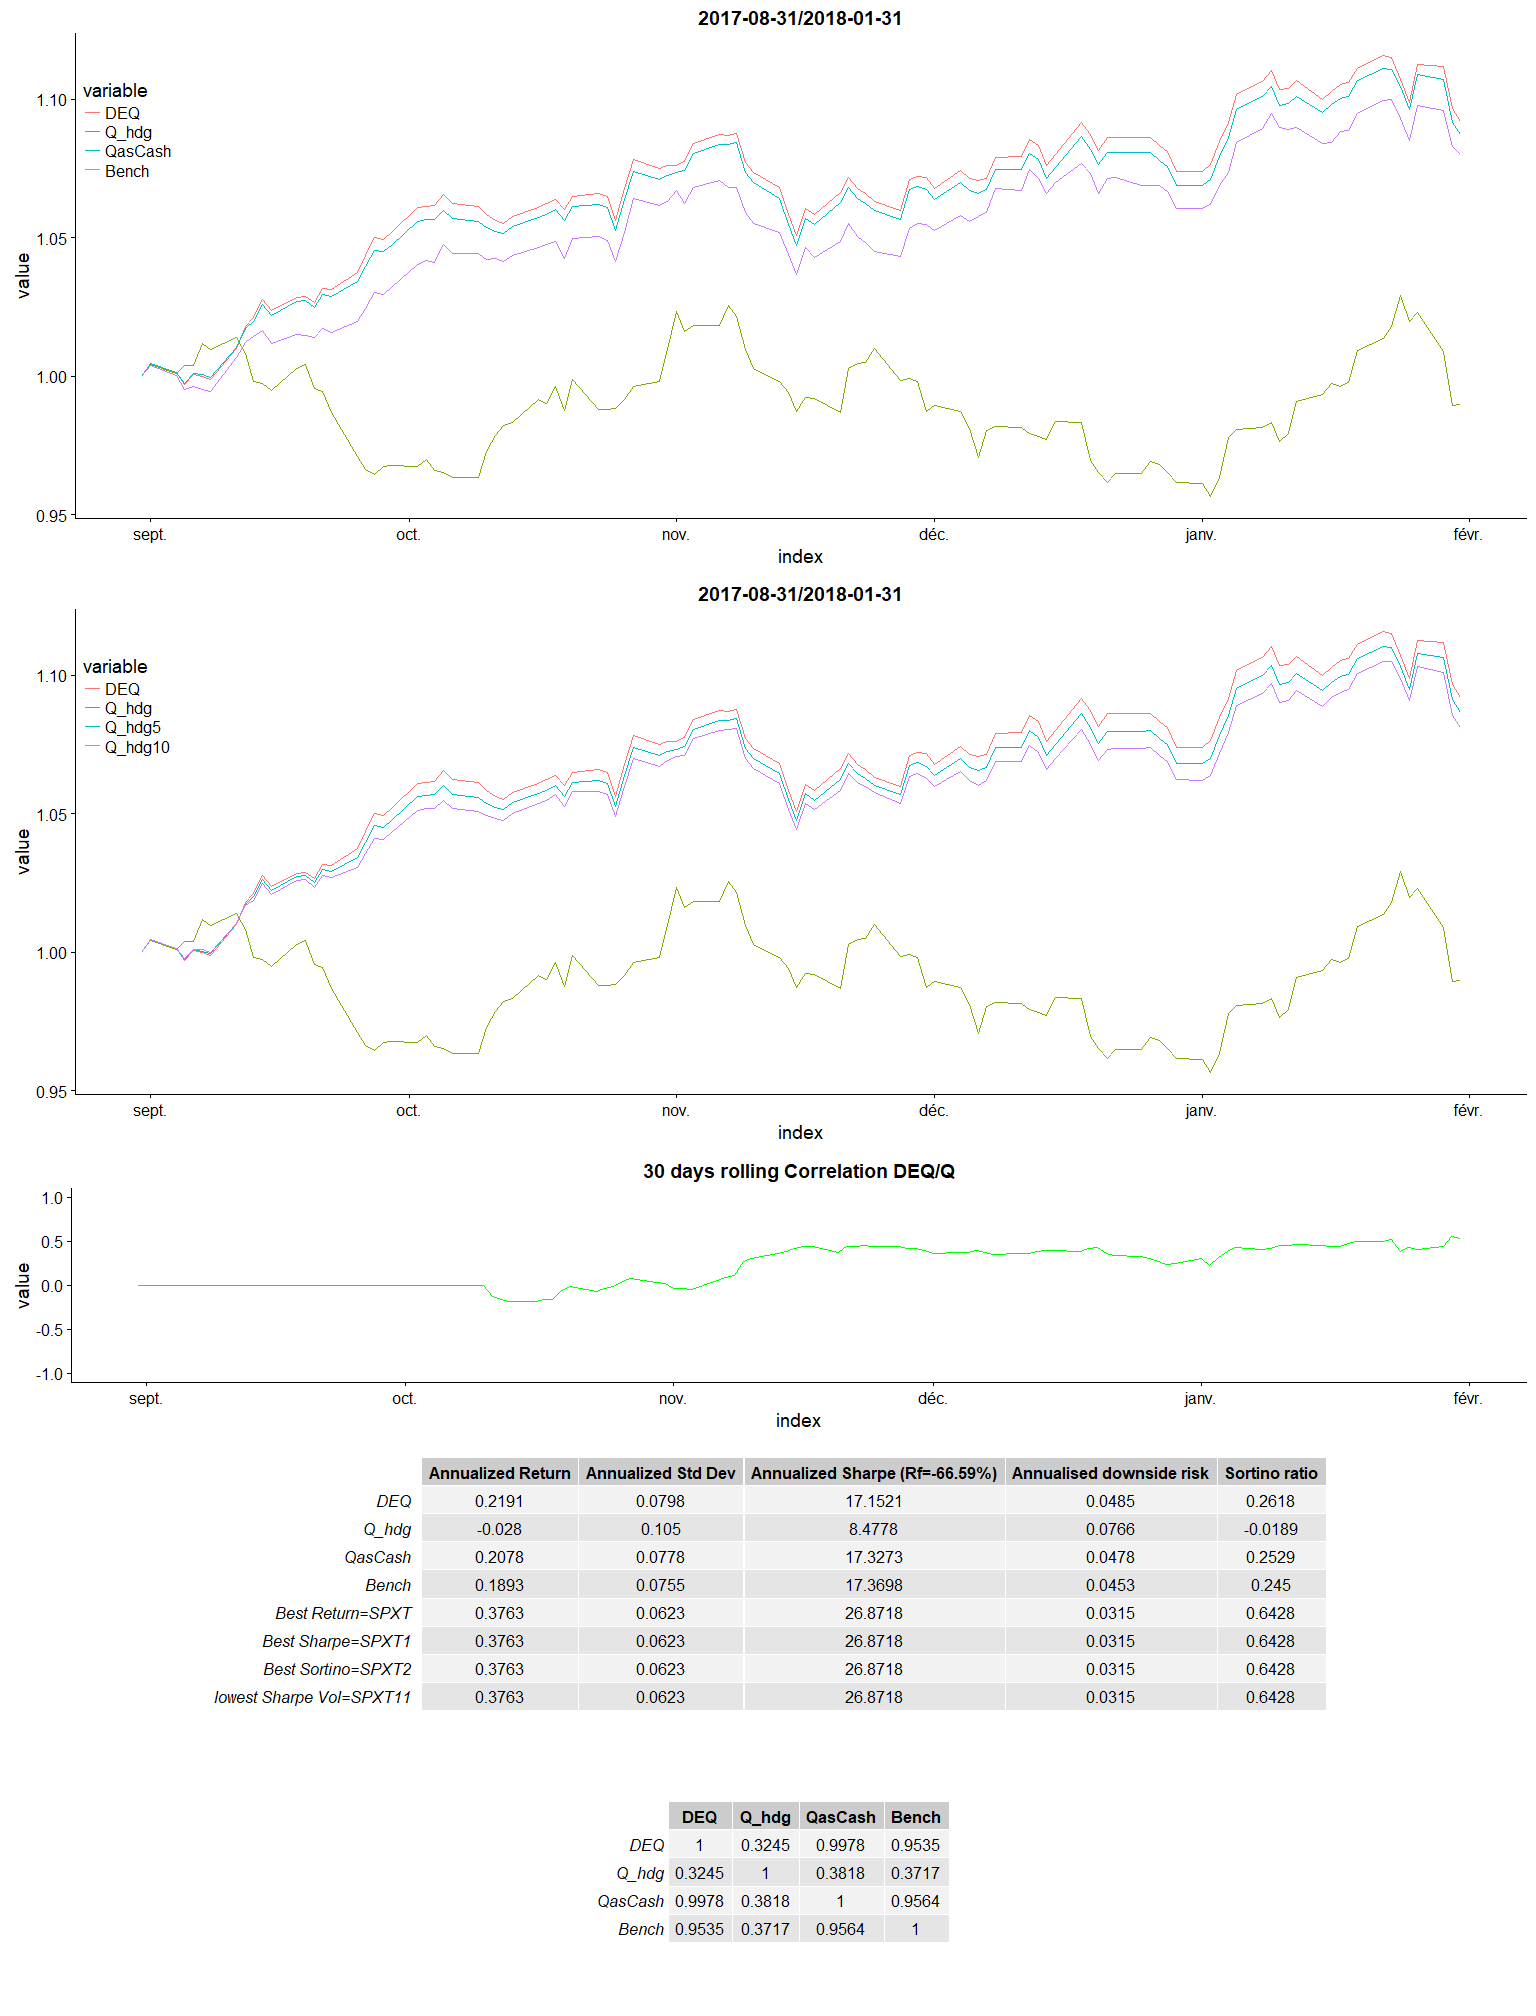 2017-08-31/2018-01-31
variable
DEQ
Q_hdg
QasCash
Bench
1.10
1.05
1.00
0.95
value
sept. oct. nov. déc. janv. févr.
index
2017-08-31/2018-01-31
variable
DEQ
Q_hdg
Q_hdg5
Q_hdg10
1.10
1.05
1.00
0.95
value
sept. oct. nov. déc. janv. févr.
index
30 days rolling Correlation DEQ/Q
1.0
0.5
0.0
-0.5
-1.0
value
sept. oct. nov. déc. janv. févr.
index
Annualized Return Annualized Std Dev Annualized Sharpe (Rf=-66.59%) Annualised downside risk Sortino ratio
DEQ 0.2191 0.0798 17.1521 0.0485 0.2618
Q_hdg -0.028 0.105 8.4778 0.0766 -0.0189
QasCash 0.2078 0.0778 17.3273 0.0478 0.2529
Bench 0.1893 0.0755 17.3698 0.0453 0.245
Best Return=SPXT 0.3763 0.0623 26.8718 0.0315 0.6428
Best Sharpe=SPXT1 0.3763 0.0623 26.8718 0.0315 0.6428
Best Sortino=SPXT2 0.3763 0.0623 26.8718 0.0315 0.6428
lowest Sharpe Vol=SPXT11 0.3763 0.0623 26.8718 0.0315 0.6428
DEQ Q_hdg QasCash Bench
DEQ 1 0.3245 0.9978 0.9535
Q_hdg 0.3245 1 0.3818 0.3717
QasCash 0.9978 0.3818 1 0.9564
Bench 0.9535 0.3717 0.9564 1